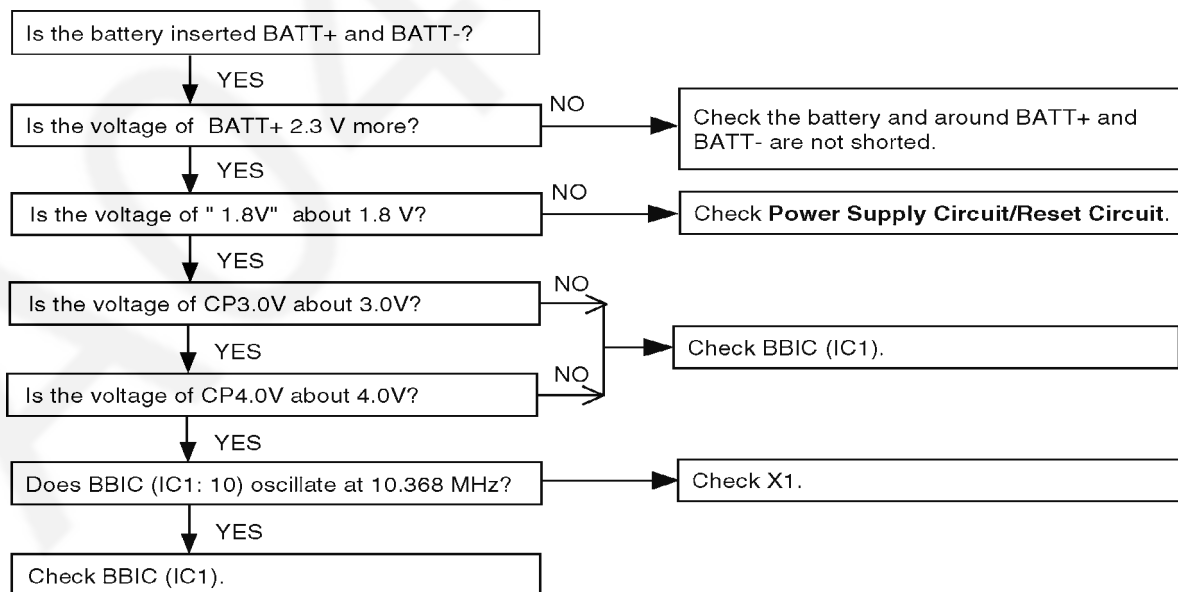 Is the battery inserted BATT+ and BATT-?
YES
Is the voltage of BATT+ 2.3 V more?
NO
Check the battery and around BATT+ and
BATT- are not shorted.
YES
Is the voltage of " 1.8V" about 1.8 V?
NO
Check Power Supply Circuit/Reset Circuit.
YES
Is the voltage of CP3.0V about 3.0V?
NO
YES
Check BBIC (IC1).
Is the voltage of CP4.0V about 4.0V?
NO
YES
Does BBIC (IC1: 10) oscillate at 10.368 MHz?
Check X1.
YES
Check BBIC (IC1).